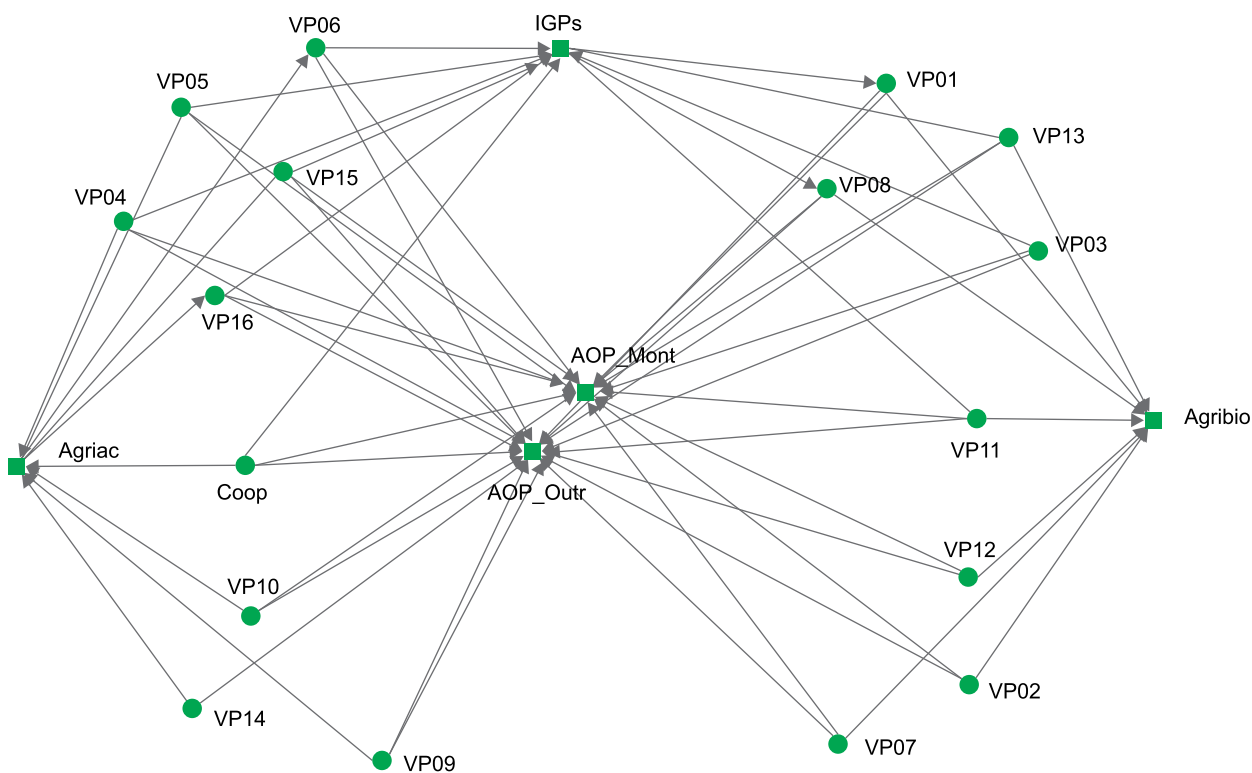 VP06
IGPs
VP05
VP01
VP13
VP15
VP08
VP04
VP03
VP16
AOP_Mont
Agribio
Agriac
VP11
Coop
AOP_Outr
VP12
VP10
VP02
VP14
VP07
VP09